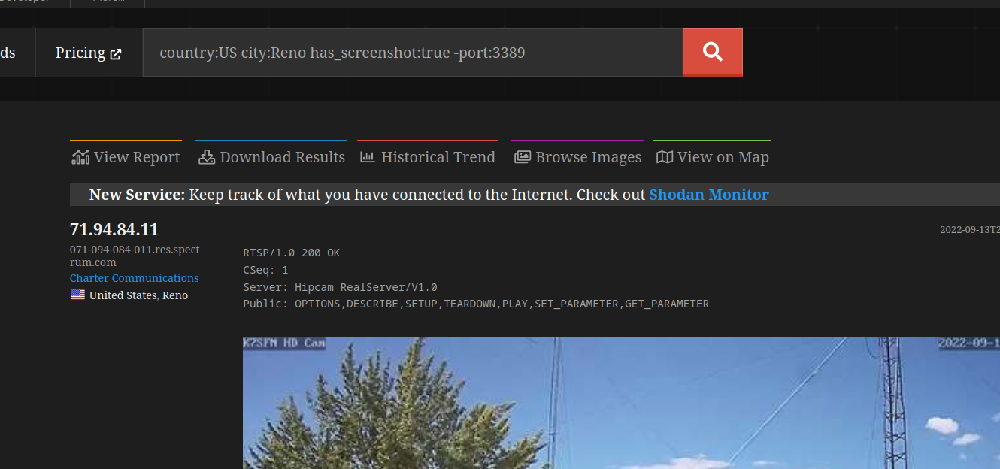 ds
Pricing
country:US city:Reno has_screenshot:true -port:3389
View Report
Download Results
Historical Trend
Browse Images
View on Map
New Service: Keep track of what you have connected to the Internet. Check out Shodan Monitor
71.94.84.11
2022-09-13T2
071-094-084-011.res.spect
rum.com
Charter Communications
United States, Reno
RTSP/1.0 200 OK
CSeq: 1
Server: Hipcam RealServer/V1.0
Public: OPTIONS,DESCRIBE,SETUP,TEARDOWN,PLAY,SET_PARAMETER,GET_PARAMETER
K7SFN HD Cam
2022-09-1